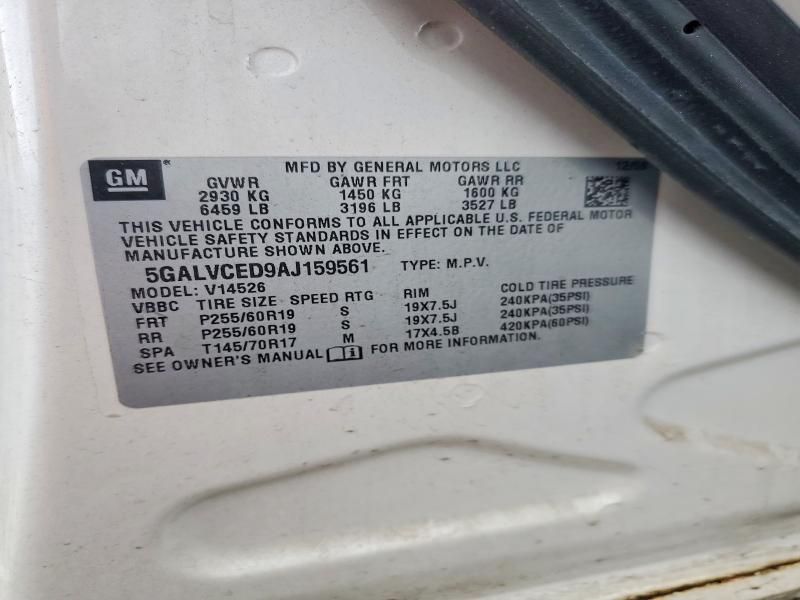 GM
MFD BY GENERAL MOTORS LLC 12/09
GVWR GAWR FRT GAWR RR
2930 KG 1450 KG 1600 KG
6459 LB 3196 LB 3527 LB
THIS VEHICLE CONFORMS TO ALL APPLICABLE U.S. FEDERAL MOTOR
VEHICLE SAFETY STANDARDS IN EFFECT ON THE DATE OF
MANUFACTURE SHOWN ABOVE.
5GALVCED9AJ159561 TYPE: M.P.V.
MODEL: V14526
VBBC TIRE SIZE SPEED RTG RIM COLD TIRE PRESSURE
FRT P255/60R19 S 19X7.5J 240KPA(35PSI)
RR P255/60R19 S 19X7.5J 240KPA(35PSI)
SPA T145/70R17 M 17X4.5B 420KPA(60PSI)
SEE OWNER'S MANUAL FOR MORE INFORMATION.